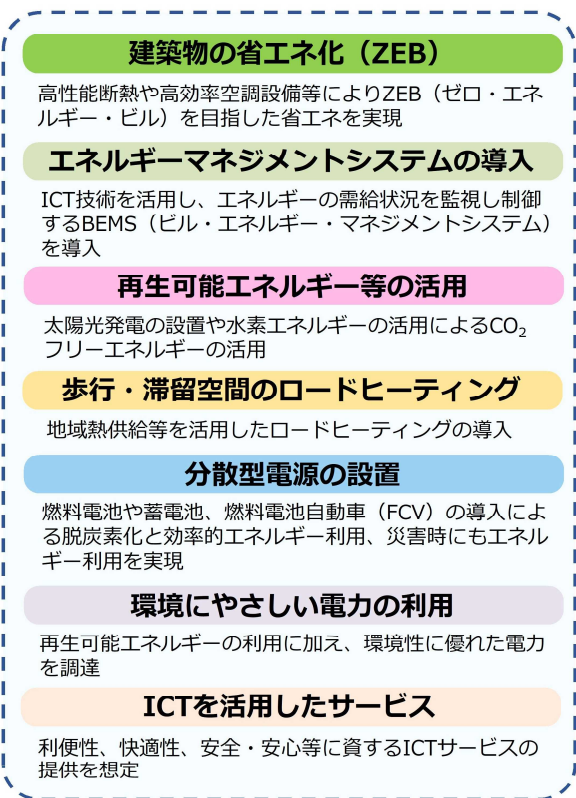 建築物の省エネ化（ZEB）
高性能断熱や高効率空調設備等によりZEB（ゼロ・エネ
ルギー・ビル）を目指した省エネを実現
エネルギーマネジメントシステムの導入
ICT技術を活用し、エネルギーの需給状況を監視し制御
するBEMS（ビル・エネルギー・マネジメントシステム）
を導入
再生可能エネルギー等の活用
太陽光発電の設置や水素エネルギーの活用によるCO₂
フリーエネルギーの活用
歩行・滞留空間のロードヒーティング
地域熱供給等を活用したロードヒーティングの導入
分散型電源の設置
燃料電池や蓄電池、燃料電池自動車（FCV）の導入によ
る脱炭素化と効率的エネルギー利用、災害時にもエネル
ギー利用を実現
環境にやさしい電力の利用
再生可能エネルギーの利用に加え、環境性に優れた電力
を調達
ICTを活用したサービス
利便性、快適性、安全・安心等に資するICTサービスの
提供を想定